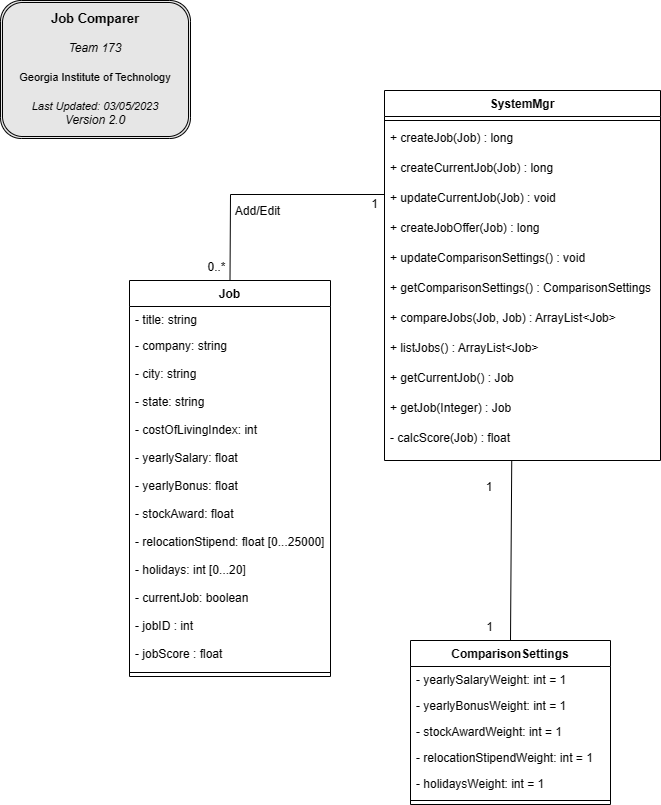 Job Comparer
Team 173
Georgia Institute of Technology
Last Updated: 03/05/2023
Version 2.0
SystemMgr
+ createJob(Job) : long
+ createCurrentJob(Job) : long
+ updateCurrentJob(Job) : void
+ createJobOffer(Job) : long
+ updateComparisonSettings() : void
+ getComparisonSettings() : ComparisonSettings
+ compareJobs(Job, Job) : ArrayList<Job>
+ listJobs() : ArrayList<Job>
+ getCurrentJob() : Job
+ getJob(Integer) : Job
- calcScore(Job) : float
1
Add/Edit
0..*
Job
- title: string
- company: string
- city: string
- state: string
- costOfLivingIndex: int
- yearlySalary: float
- yearlyBonus: float
- stockAward: float
- relocationStipend: float [0...25000]
- holidays: int [0...20]
- currentJob: boolean
- jobID : int
- jobScore : float
1
1
ComparisonSettings
- yearlySalaryWeight: int = 1
- yearlyBonusWeight: int = 1
- stockAwardWeight: int = 1
- relocationStipendWeight: int = 1
- holidaysWeight: int = 1